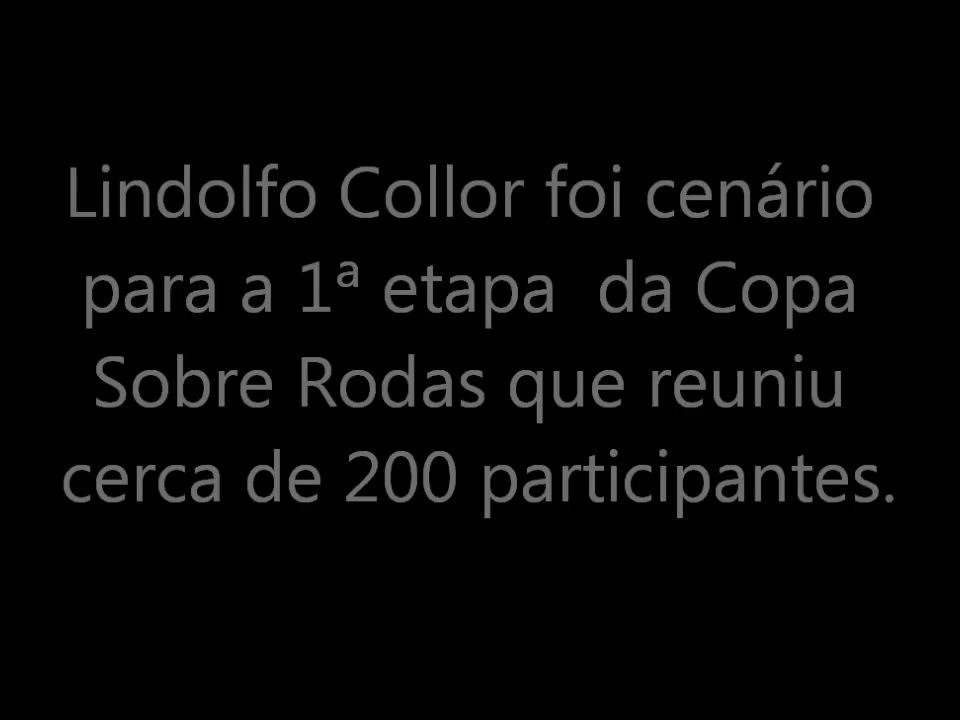 Lindolfo Collor foi cenário
para a 1ª etapa  da Copa
Sobre Rodas que reuniu
cerca de 200 participantes.